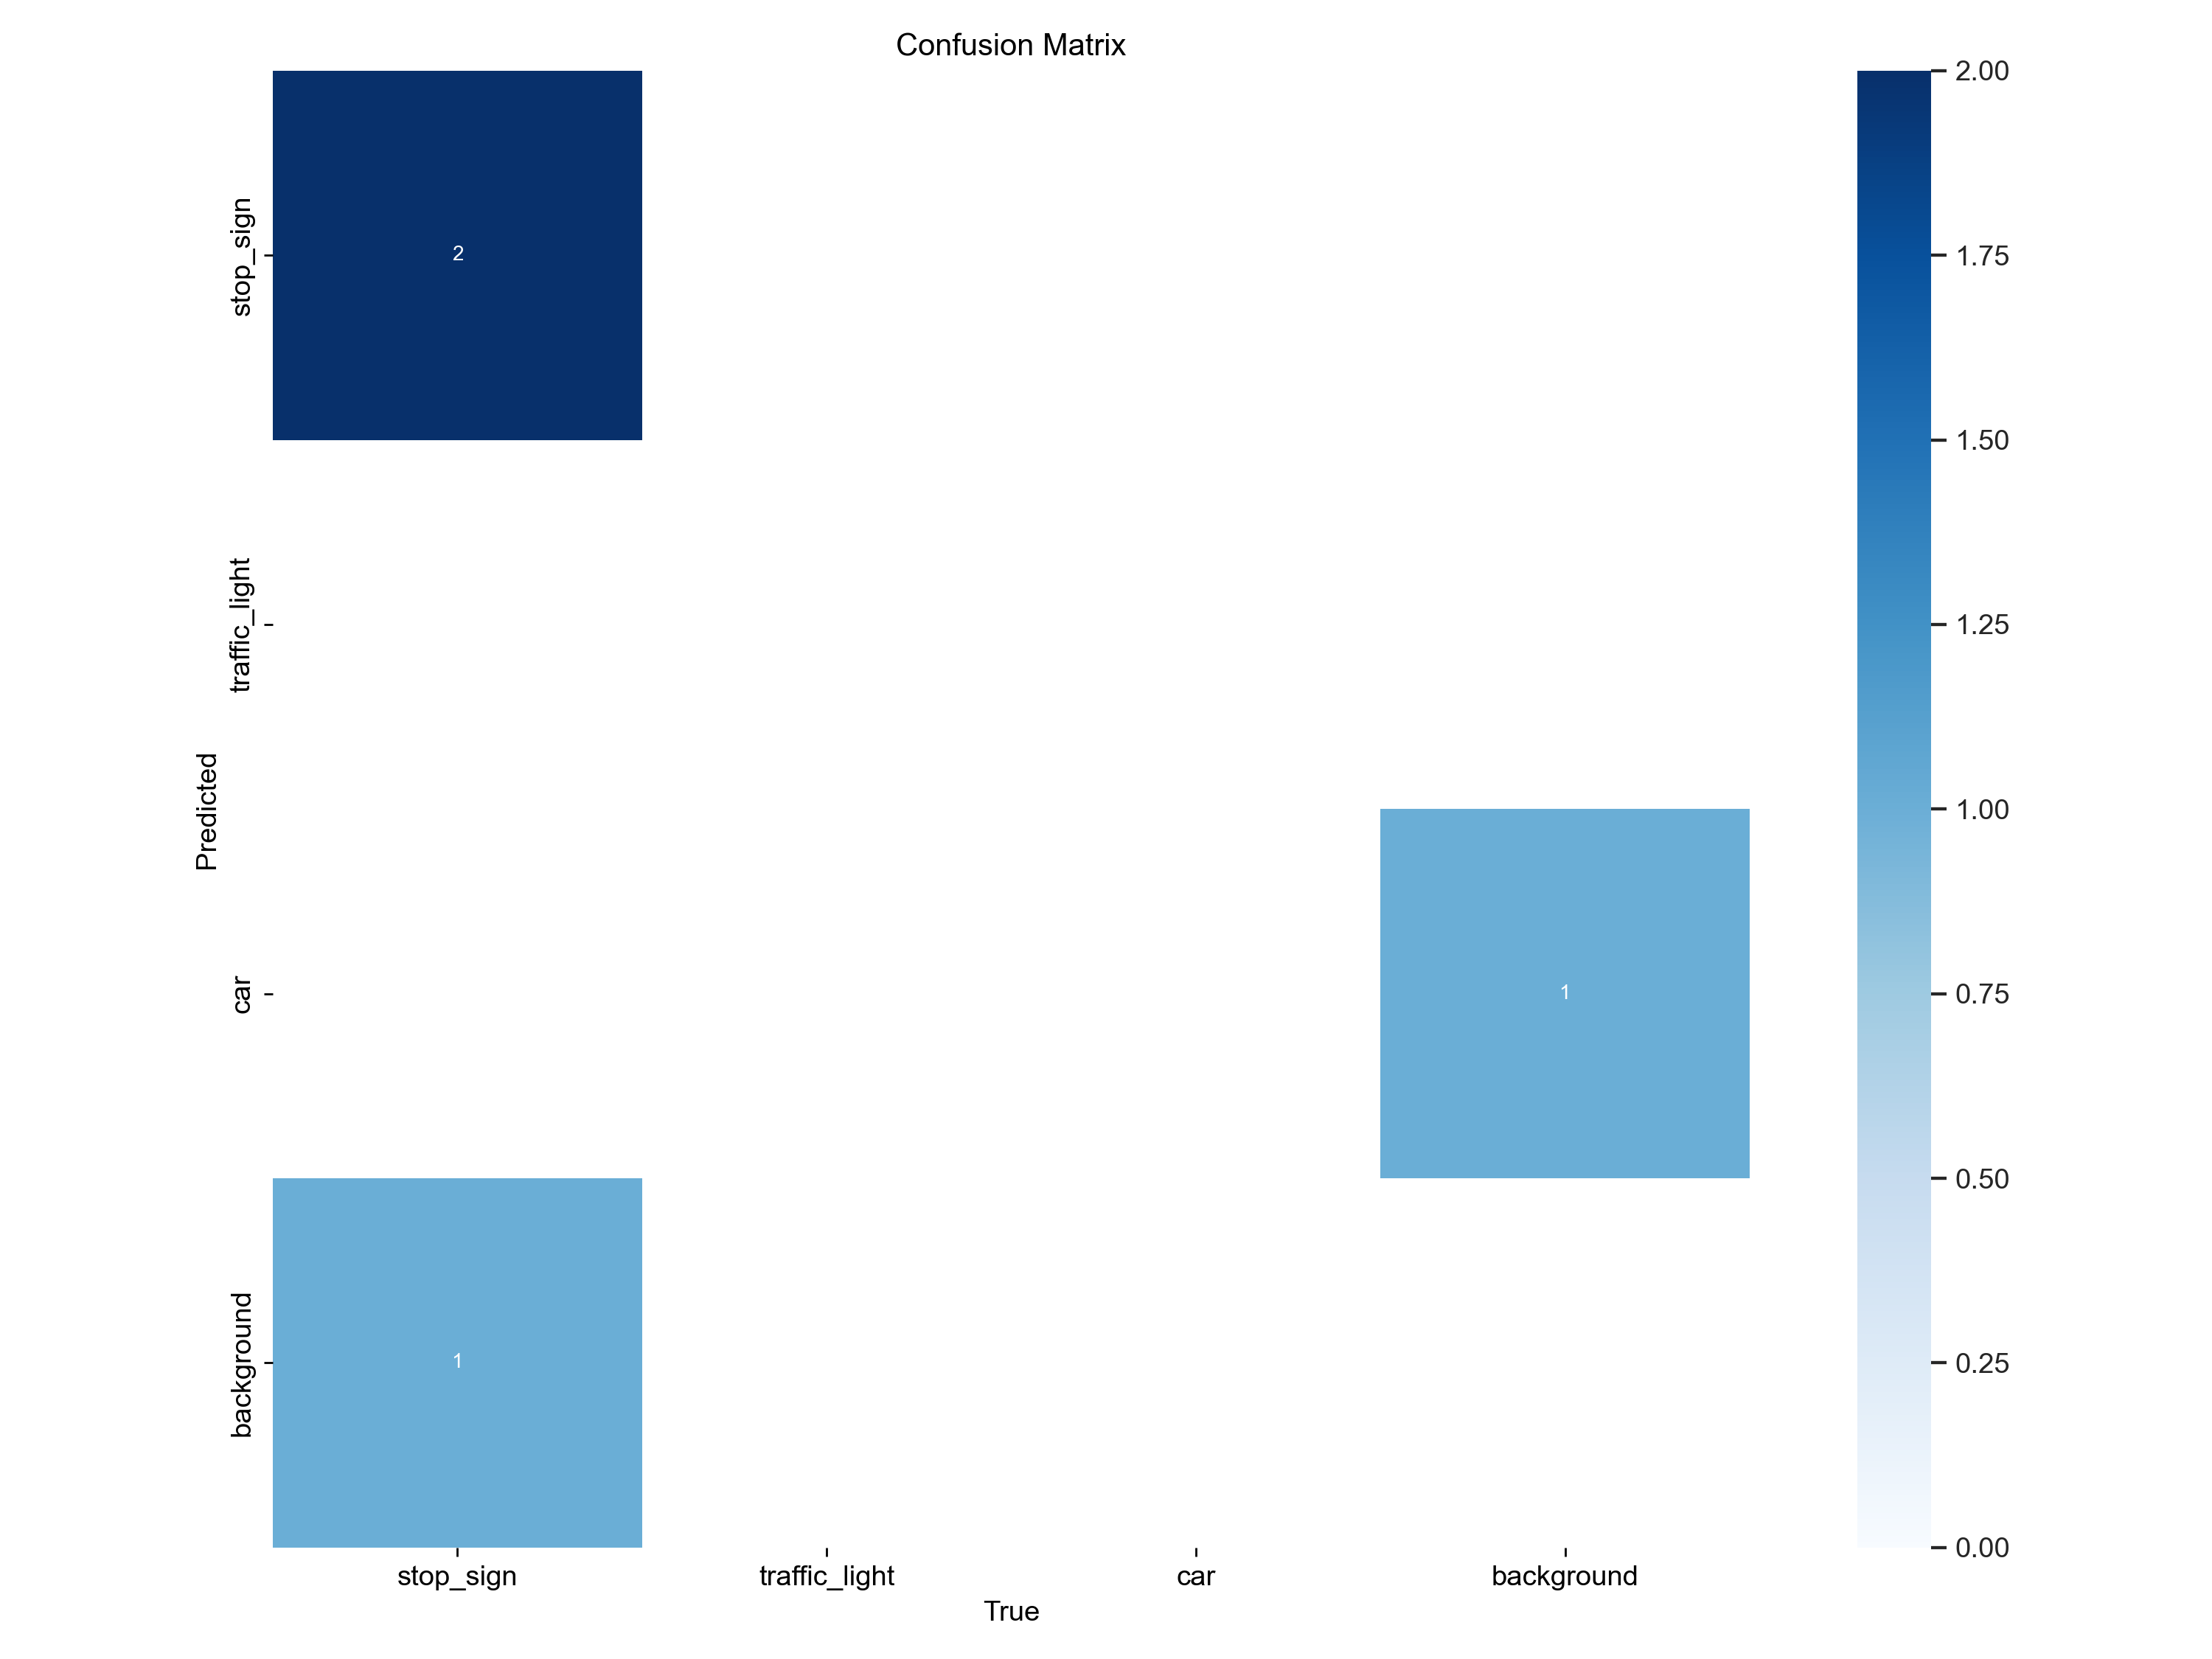 Confusion Matrix
stop_sign
traffic_light
car
background
Predicted
2
1
1
stop_sign
traffic_light
car
background
True
2.00
1.75
1.50
1.25
1.00
0.75
0.50
0.25
0.00